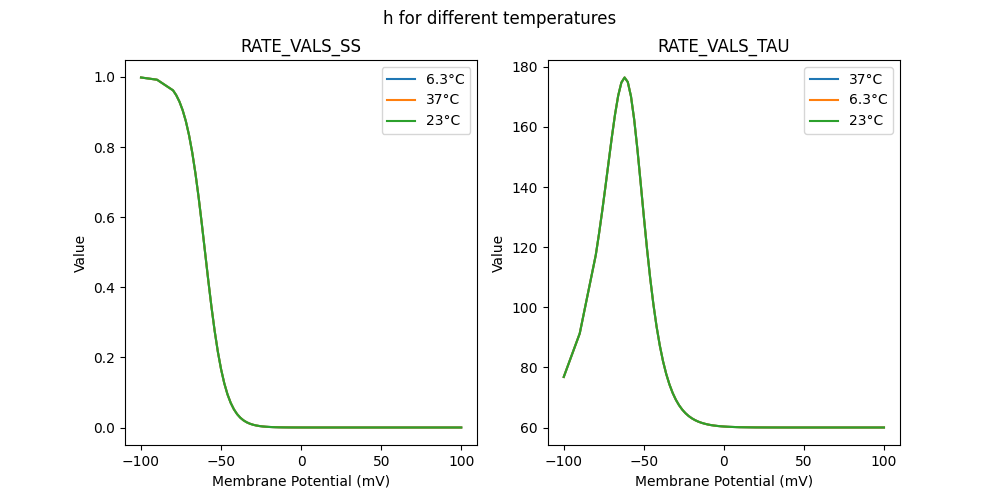 h for different temperatures
RATE_VALS_SS
1.0
0.8
0.6
0.4
0.2
0.0
Value
−100
−50
0
50
100
Membrane Potential (mV)
6.3°C
37°C
23°C
RATE_VALS_TAU
180
160
140
120
100
80
60
Value
−100
−50
0
50
100
Membrane Potential (mV)
37°C
6.3°C
23°C